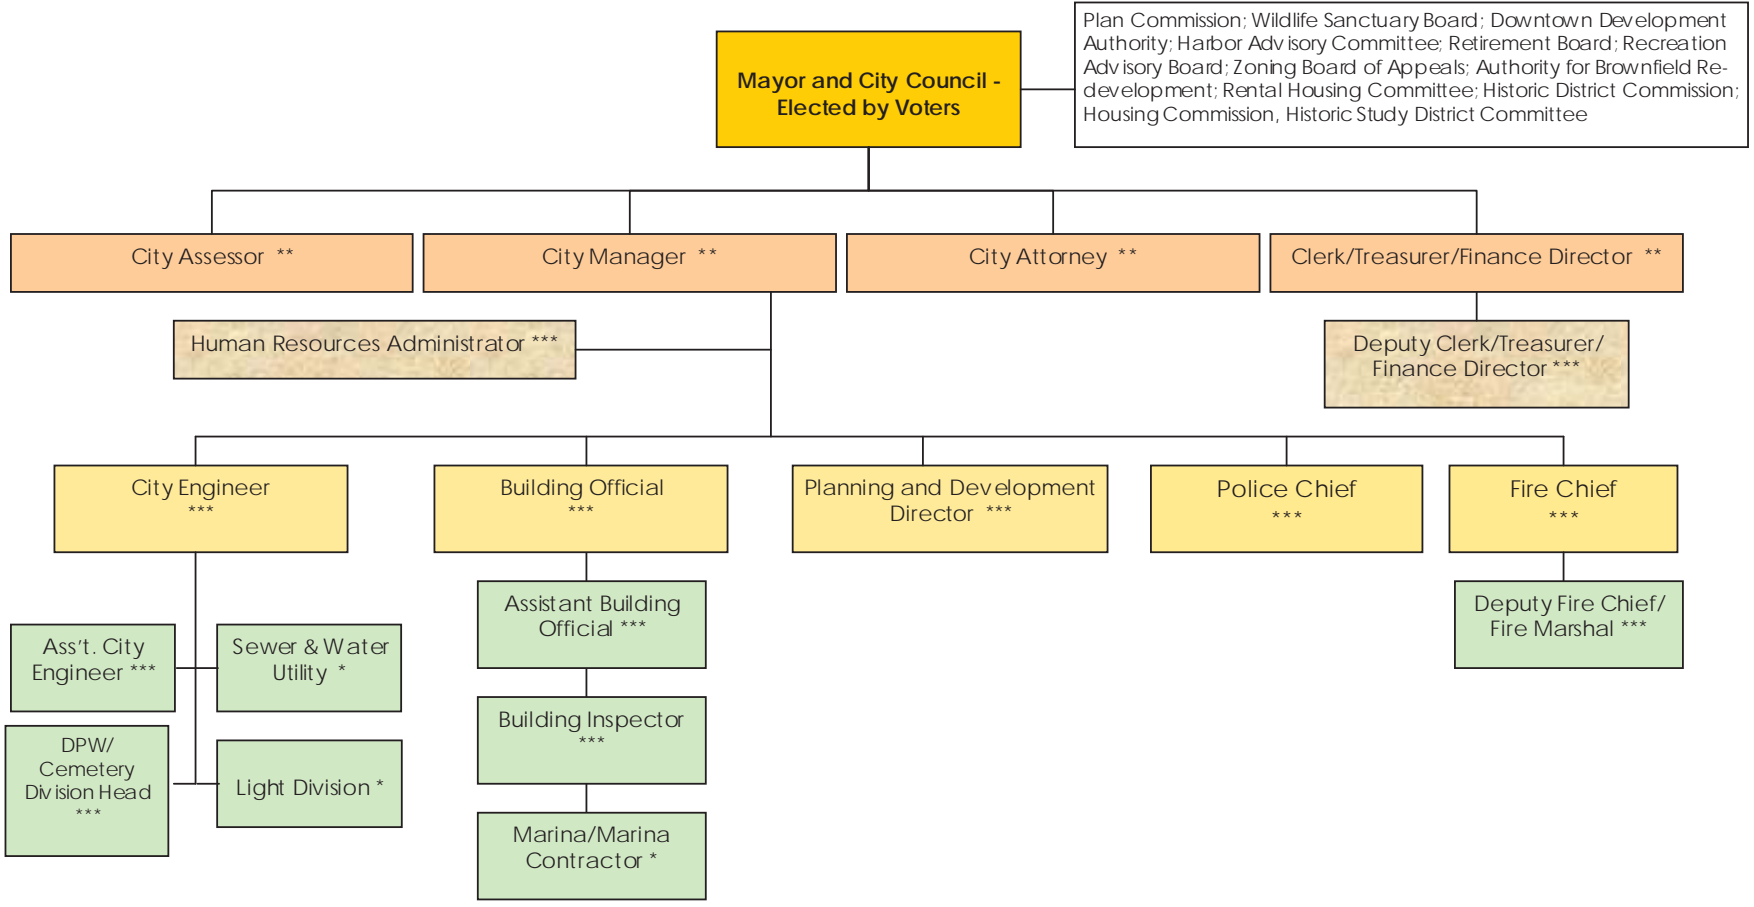 Plan Commission; Wildlife Sanctuary Board; Downtown Development
Authority; Harbor Advisory Committee; Retirement Board; Recreation
Advisory Board; Zoning Board of Appeals; Authority for Brownfield Re-
development; Rental Housing Committee; Historic District Commission;
Housing Commission, Historic Study District Committee
Mayor and City Council -
Elected by Voters
City Assessor **
City Manager **
City Attorney **
Clerk/Treasurer/Finance Director **
Human Resources Administrator ***
Deputy Clerk/Treasurer/
Finance Director ***
City Engineer
***
Building Official
***
Planning and Development
Director ***
Police Chief
***
Fire Chief
***
Ass't. City
Engineer ***
Sewer & Water
Utility *
DPW/
Cemetery
Division Head
***
Light Division *
Assistant Building
Official ***
Building Inspector
***
Marina/Marina
Contractor *
Deputy Fire Chief/
Fire Marshal ***